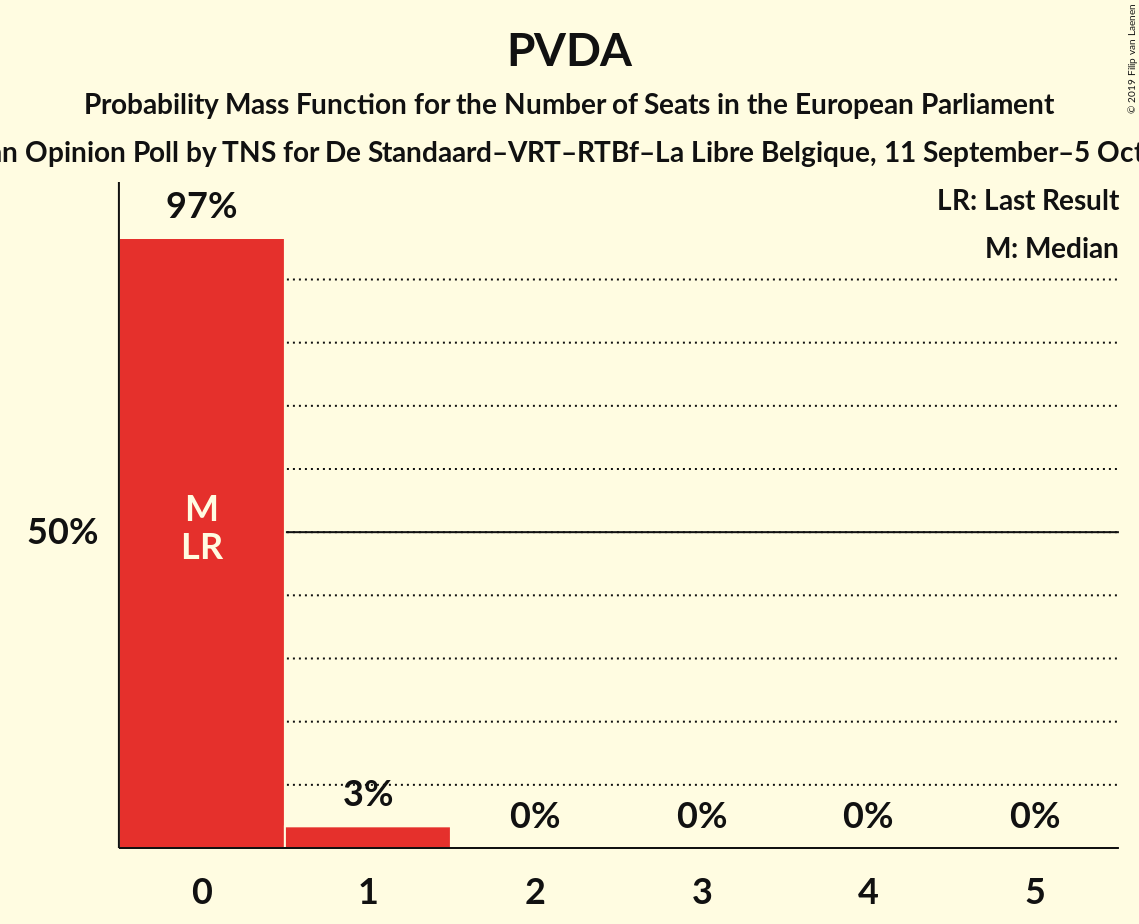 PVDA
Probability Mass Function for the Number of Seats in the European Parliament
Opinion Poll by TNS for De Standaard–VRT–RTBf–La Libre Belgique, 11 September–5
© 2019 Filip van Laenen
LR: Last Result
M: Median
97%
M
LR
50%
3%
0%
0%
0%
0%
0
1
2
3
4
5